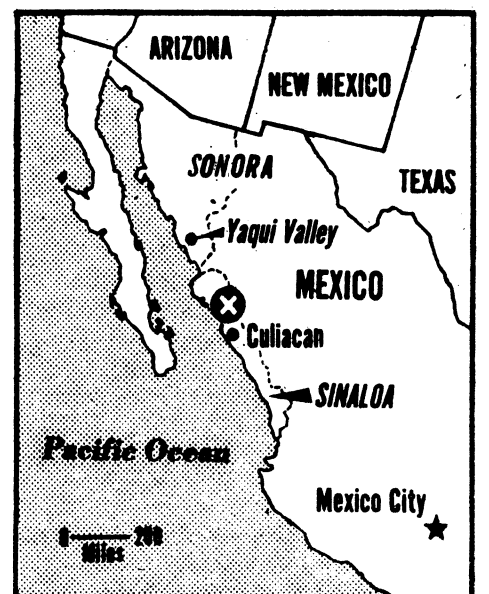 ARIZONA
NEW MEXICO
SONORA
TEXAS
Yaqui Valley
MEXICO
Culiacan
SINALOA
Pacific Ocean
Mexico City
0 200
Miles